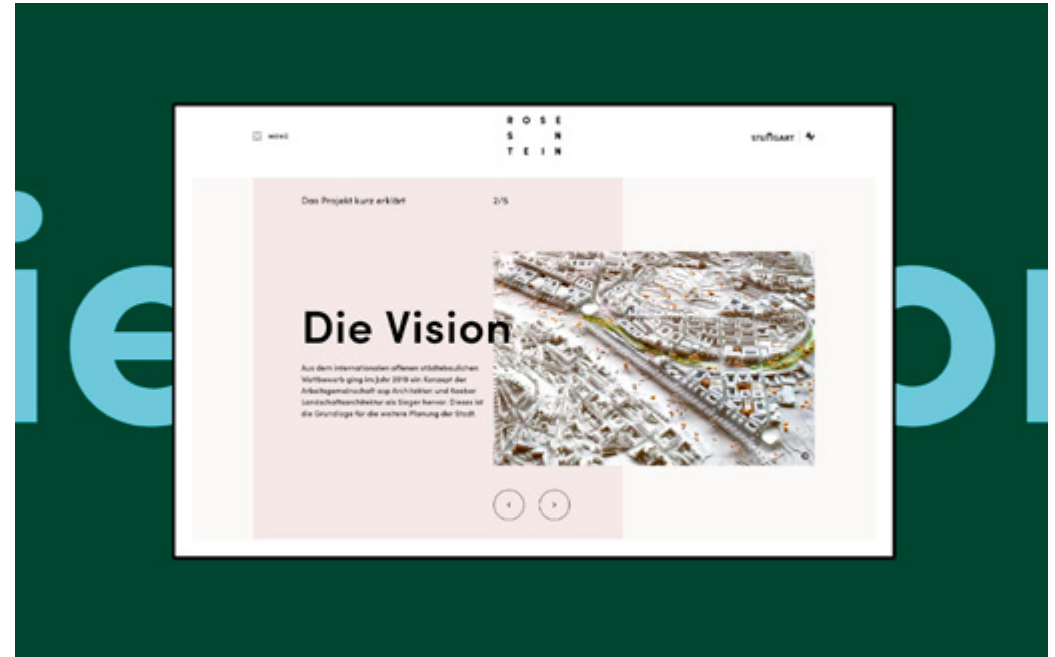 ROSE
S N
TEIN
MENÜ
STUTTGART
Das Projekt kurz erklärt
2/5
ie
or
Die Vision
Aus dem internationalen offenen städtebaulichen
Wettbewerb ging im Jahr 2019 ein Konzept der
Arbeitsgemeinschaft asp Architekten und Koeber
Landschaftsarchitektur als Sieger hervor. Dieses ist
die Grundlage für die weitere Planung der Stadt.